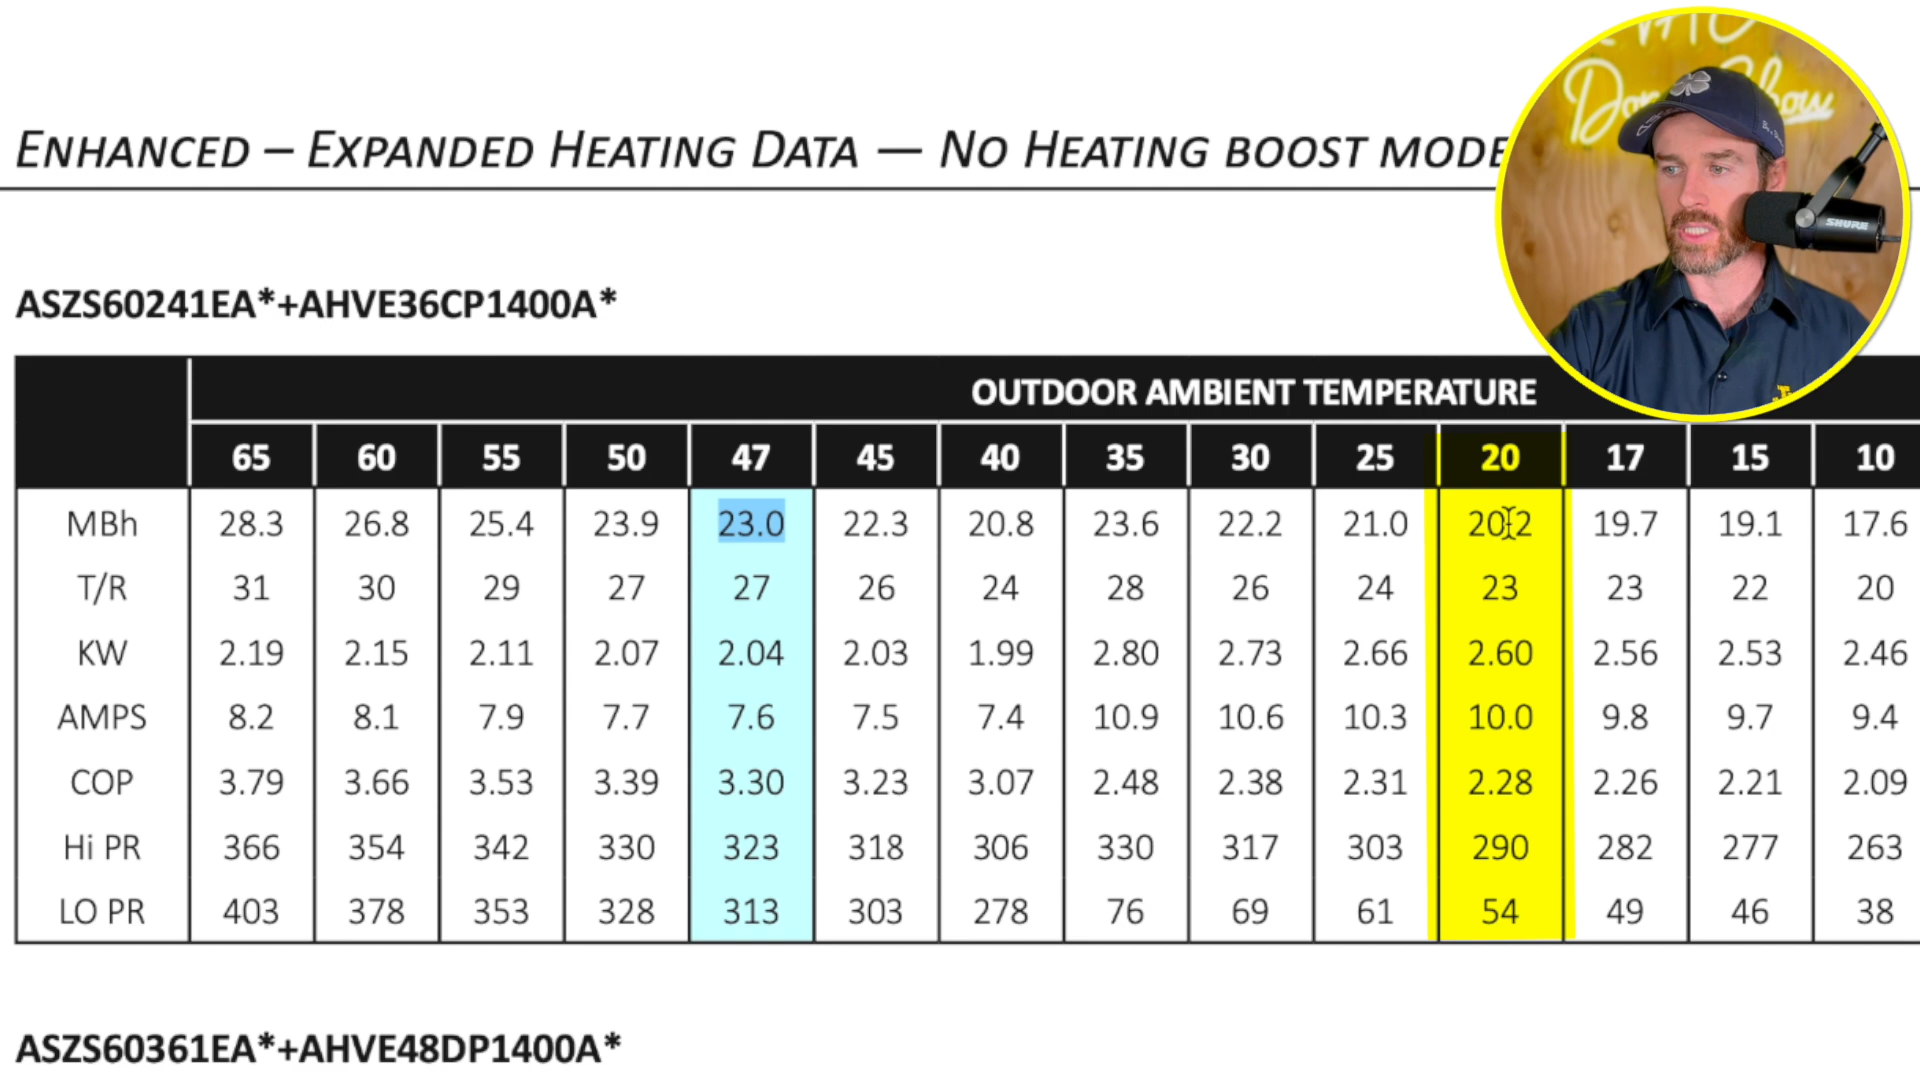 ENHANCED – EXPANDED HEATING DATA — NO HEATING BOOST MODE
ASZS60241EA*+AHVE36CP1400A*
OUTDOOR AMBIENT TEMPERATURE
65 60 55 50 47 45 40 35 30 25 20 17 15 10
MBh 28.3 26.8 25.4 23.9 23.0 22.3 20.8 23.6 22.2 21.0 20.2 19.7 19.1 17.6
T/R 31 30 29 27 27 26 24 28 26 24 23 23 22 20
KW 2.19 2.15 2.11 2.07 2.04 2.03 1.99 2.80 2.73 2.66 2.60 2.56 2.53 2.46
AMPS 8.2 8.1 7.9 7.7 7.6 7.5 7.4 10.9 10.6 10.3 10.0 9.8 9.7 9.4
COP 3.79 3.66 3.53 3.39 3.30 3.23 3.07 2.48 2.38 2.31 2.28 2.26 2.21 2.09
Hi PR 366 354 342 330 323 318 306 330 317 303 290 282 277 263
LO PR 403 378 353 328 313 303 278 76 69 61 54 49 46 38
ASZS60361EA*+AHVE48DP1400A*
SHURE